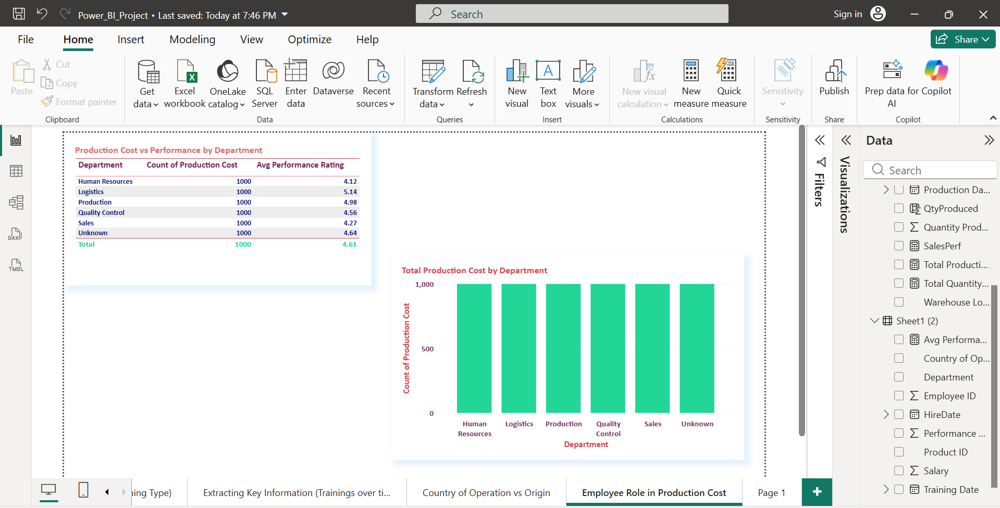 Power_BI_Project • Last saved: Today at 7:46 PM
Search
Sign in
File Home Insert Modeling View Optimize Help
Share
Paste
Cut
Copy
Format painter
Clipboard
Get data
Excel workbook
OneLake catalog
SQL Server
Enter data
Dataverse
Recent sources
Data
Transform data
Refresh
Queries
New visual
Text box
More visuals
Insert
New visual calculation
New measure
Quick measure
Calculations
Sensitivity
Sensitivity
Publish
Share
Prep data for AI
Copilot
Copilot
DAX
TMDL
Production Cost vs Performance by Department
Department Count of Production Cost Avg Performance Rating
Human Resources 1000 4.12
Logistics 1000 5.14
Production 1000 4.98
Quality Control 1000 4.56
Sales 1000 4.27
Unknown 1000 4.64
Total 1000 4.61
Total Production Cost by Department
Count of Production Cost
1,000
500
0
Human Resources
Logistics
Production
Quality Control
Sales
Unknown
Department
Filters
Visualizations
Data
Search
Production Da...
QtyProduced
Quantity Prod...
SalesPerf
Total Producti...
Total Quantity...
Warehouse Lo...
Sheet1 (2)
Avg Performa...
Country of Op...
Department
Employee ID
HireDate
Performance ...
Product ID
Salary
Training Date
ning Type)
Extracting Key Information (Trainings over ti...
Country of Operation vs Origin
Employee Role in Production Cost
Page 1